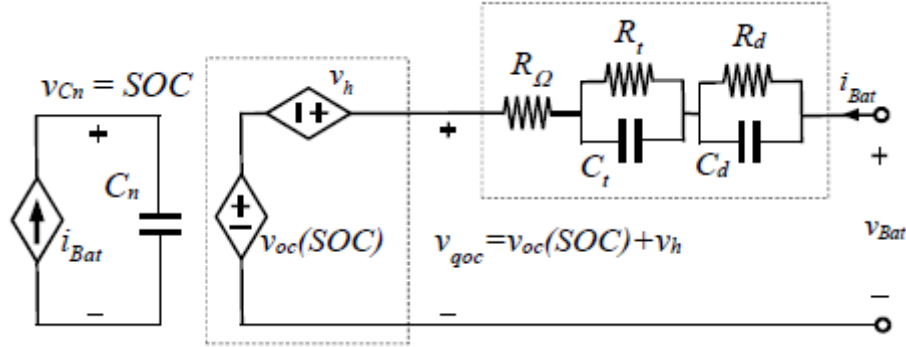 v_Cn = SOC
v_h
R_Ω
R_t
R_d
i_Bat
+
C_n
i_Bat
−
+
−
v_oc(SOC)
+
C_t
C_d
+
v_qoc=v_oc(SOC)+v_h
v_Bat
−
−